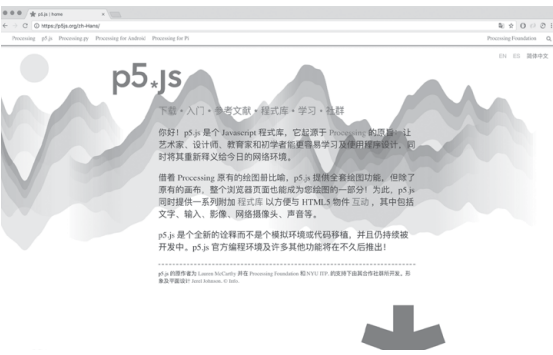 p5.js | home
https://p5js.org/zh-Hans/
Processing p5.js Processing.py Processing for Android Processing for Pi Processing Foundation
EN ES 简体中文
p5.js
下载 • 入门 • 参考文献 • 程式库 • 学习 • 社群
你好！ p5.js 是个 Javascript 程式库，它起源于 Processing 的原旨—让
艺术家、设计师、教育家和初学者能更容易学习及使用程序设计，同
时将其重新释义给今日的网络环境。
借着 Processing 原有的绘图册比喻，p5.js 提供全套绘图功能，但除了
原有的画布，整个浏览器页面也能成为您绘图的一部分！为此，p5.js
同时提供一系列附加 程式库 以方便与 HTML5 物件 互动 ，其中包括
文字、输入、影像、网络摄像头、声音等。
p5.js 是个全新的诠释而不是个模拟环境或代码移植，并且仍持续被
开发中。p5.js 官方编程环境及许多其他功能将在不久后推出！
p5.js 的原作者为 Lauren McCarthy 并在 Processing Foundation 和 NYU ITP. 的支持下由其合作社群所开发。形
象及平面设计 Jerel Johnson. © Info.